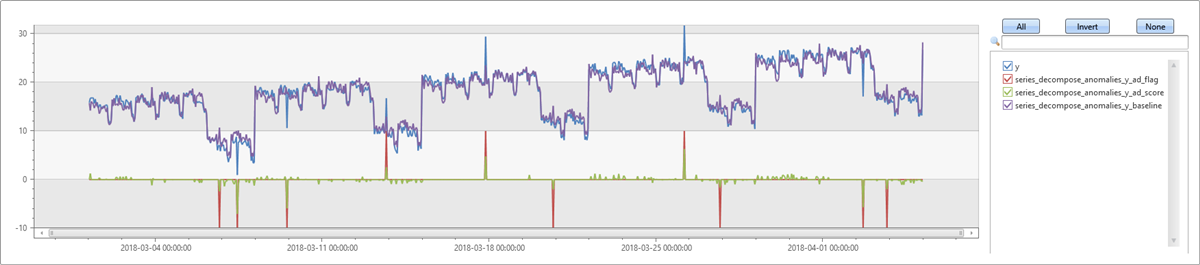 All Invert None
30
20
10
0
-10
2018-03-04 00:00:00 2018-03-11 00:00:00 2018-03-18 00:00:00 2018-03-25 00:00:00 2018-04-01 00:00:00
y
series_decompose_anomalies_y_ad_flag
series_decompose_anomalies_y_ad_score
series_decompose_anomalies_y_baseline